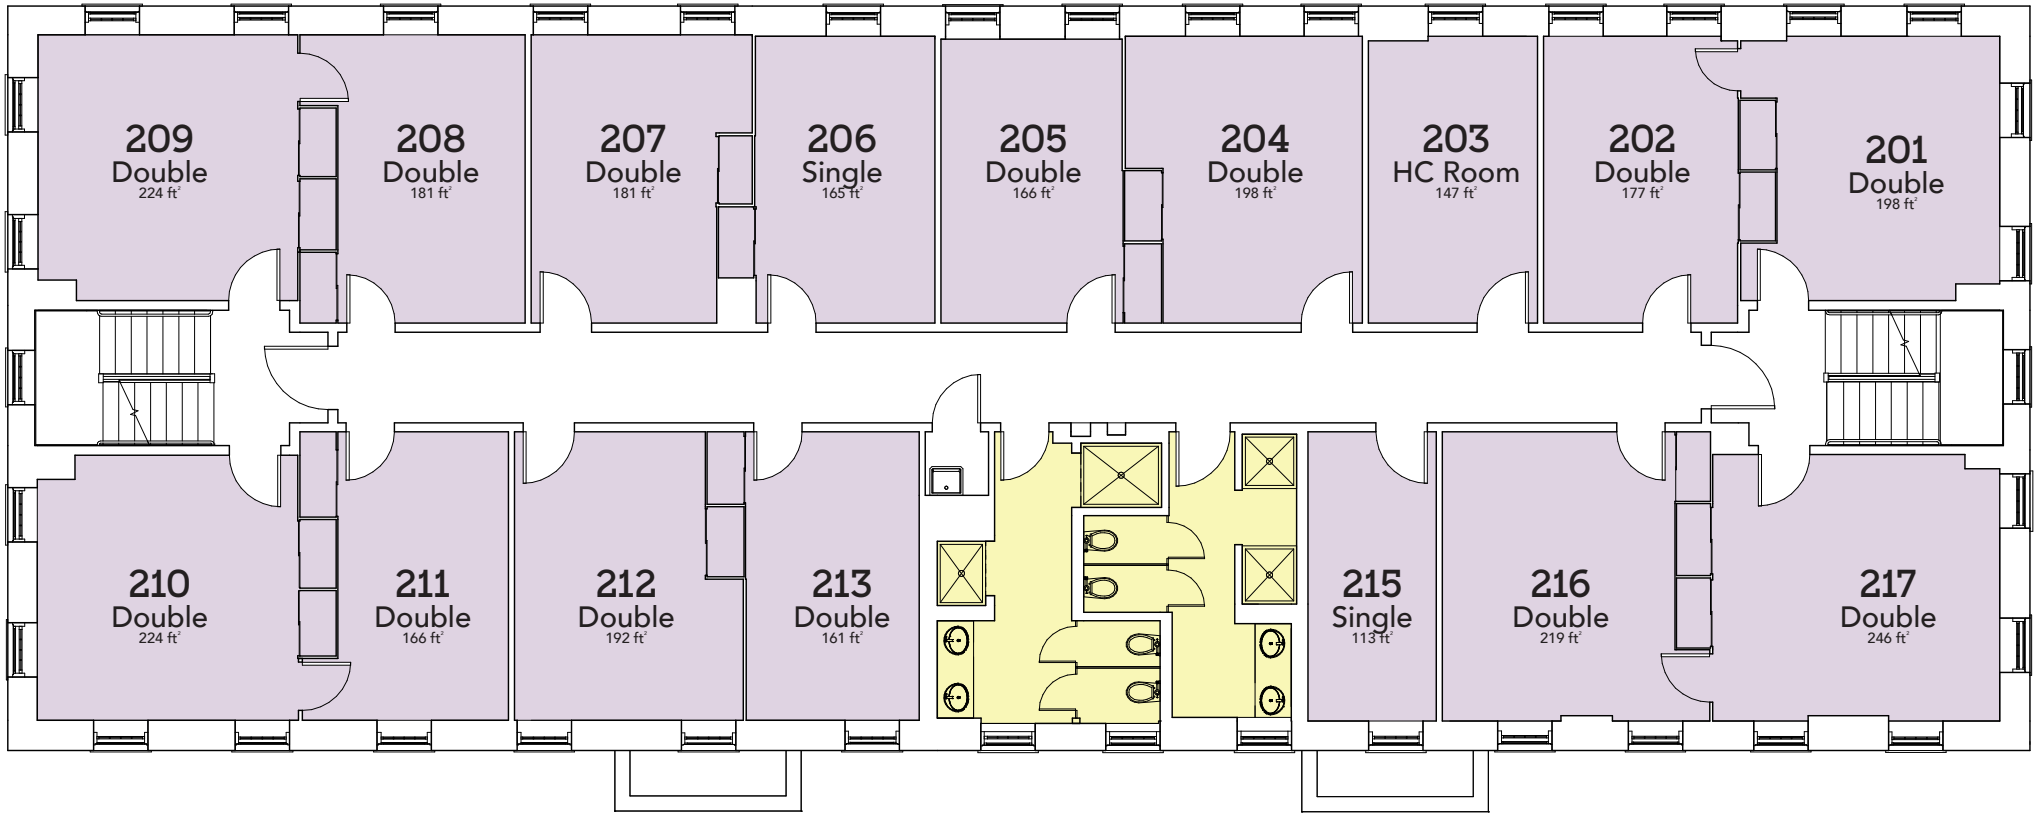 209
Double
224 ft²
208
Double
181 ft²
207
Double
181 ft²
206
Single
165 ft²
205
Double
166 ft²
204
Double
198 ft²
203
HC Room
147 ft²
202
Double
177 ft²
201
Double
198 ft²
210
Double
224 ft²
211
Double
166 ft²
212
Double
192 ft²
213
Double
161 ft²
215
Single
113 ft²
216
Double
219 ft²
217
Double
246 ft²